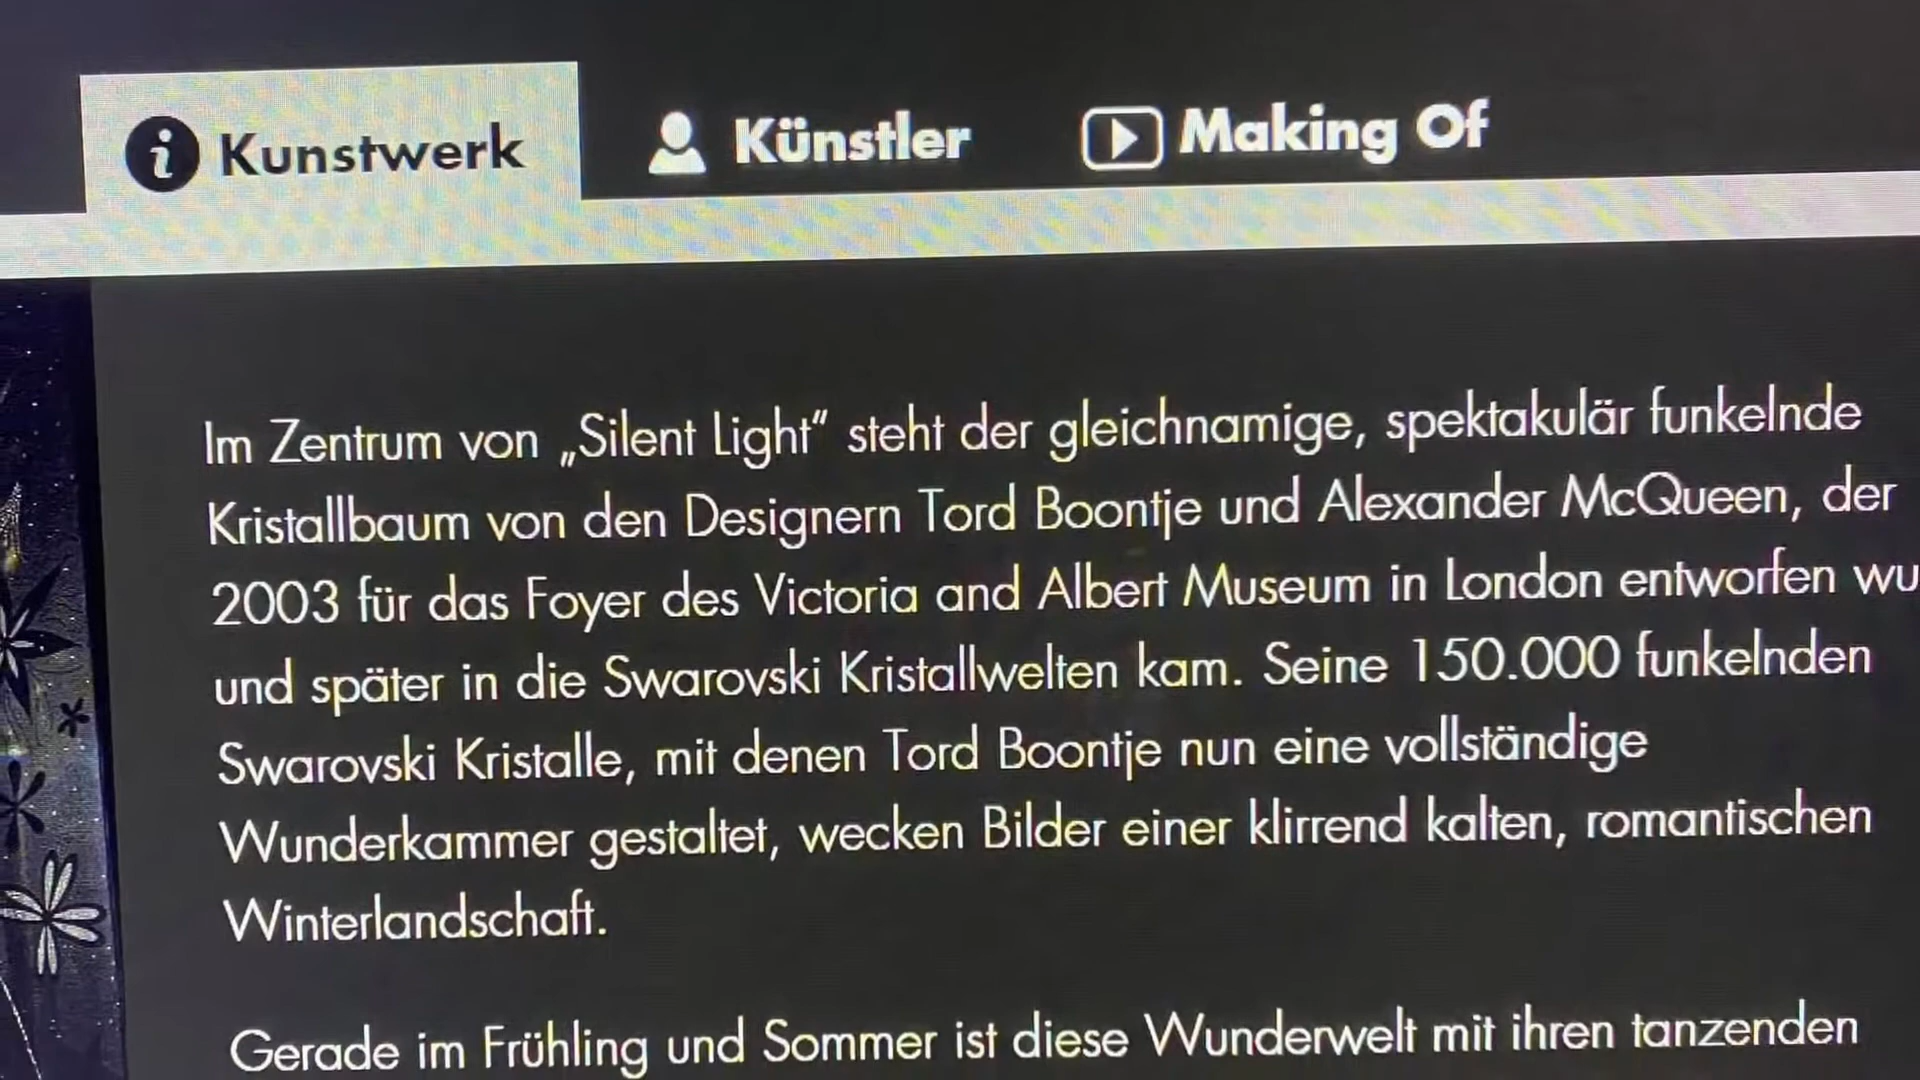 Kunstwerk
Künstler
Making Of
Im Zentrum von „Silent Light“ steht der gleichnamige, spektakulär funkelnde
Kristallbaum von den Designern Tord Boontje und Alexander McQueen, der
2003 für das Foyer des Victoria and Albert Museum in London entworfen wu
und später in die Swarovski Kristallwelten kam. Seine 150.000 funkelnden
Swarovski Kristalle, mit denen Tord Boontje nun eine vollständige
Wunderkammer gestaltet, wecken Bilder einer klirrend kalten, romantischen
Winterlandschaft.
Gerade im Frühling und Sommer ist diese Wunderwelt mit ihren tanzenden